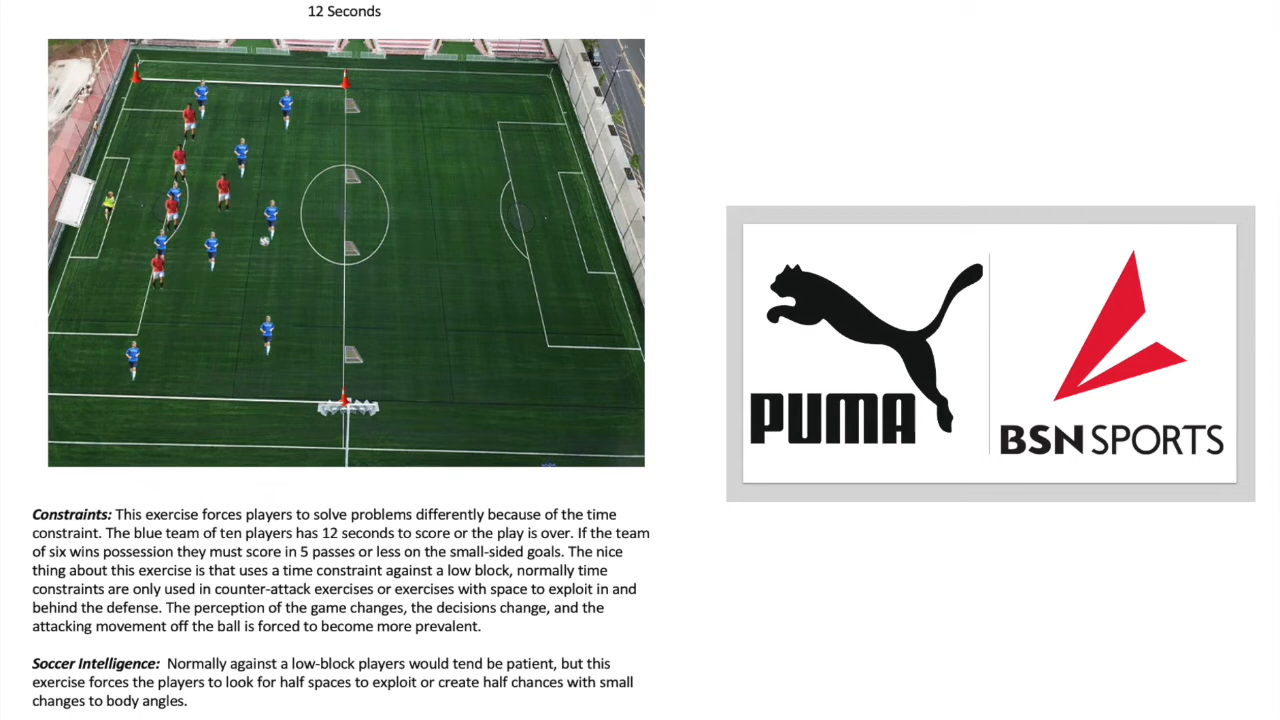 12 Seconds
Constraints: This exercise forces players to solve problems differently because of the time
constraint. The blue team of ten players has 12 seconds to score or the play is over. If the team
of six wins possession they must score in 5 passes or less on the small-sided goals. The nice
thing about this exercise is that uses a time constraint against a low block, normally time
constraints are only used in counter-attack exercises or exercises with space to exploit in and
behind the defense. The perception of the game changes, the decisions change, and the
attacking movement off the ball is forced to become more prevalent.
Soccer Intelligence: Normally against a low-block players would tend be patient, but this
exercise forces the players to look for half spaces to exploit or create half chances with small
changes to body angles.
PUMA
BSN SPORTS